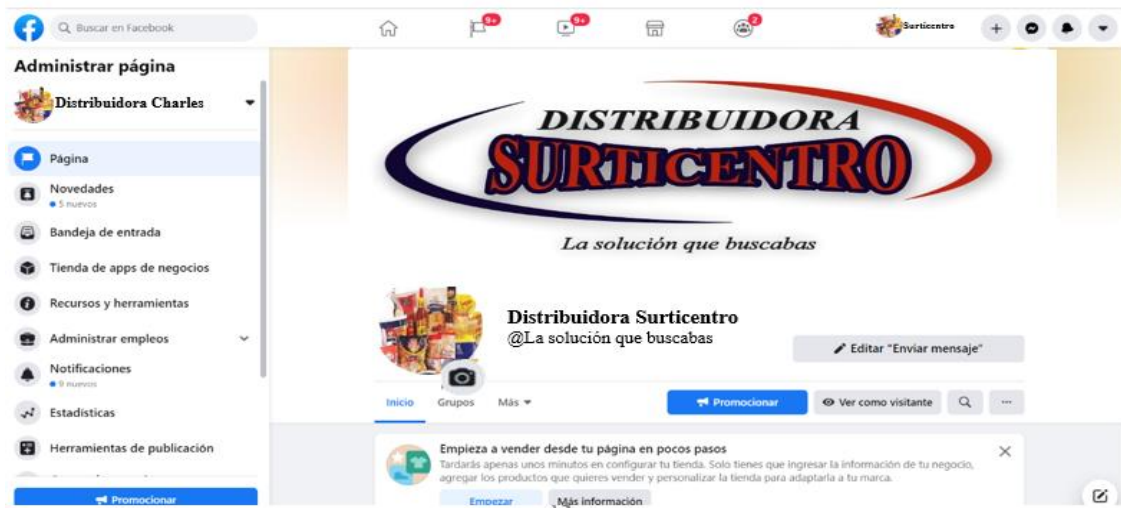 Buscar en Facebook
9+
9+
2
Surticentro
Administrar página
Distribuidora Charles
Página
Novedades
5 nuevos
Bandeja de entrada
Tienda de apps de negocios
Recursos y herramientas
Administrar empleos
Notificaciones
9 nuevos
Estadísticas
Herramientas de publicación
Promocionar
DISTRIBUIDORA
SURTICENTRO
La solución que buscabas
Distribuidora Surticentro
@La solución que buscabas
Editar "Enviar mensaje"
Inicio Grupos Más
Promocionar
Ver como visitante
Empieza a vender desde tu página en pocos pasos
Tardarás apenas unos minutos en configurar tu tienda. Solo tienes que ingresar la información de tu negocio,
agregar los productos que quieres vender y personalizar la tienda para adaptarla a tu marca.
Empezar Más información